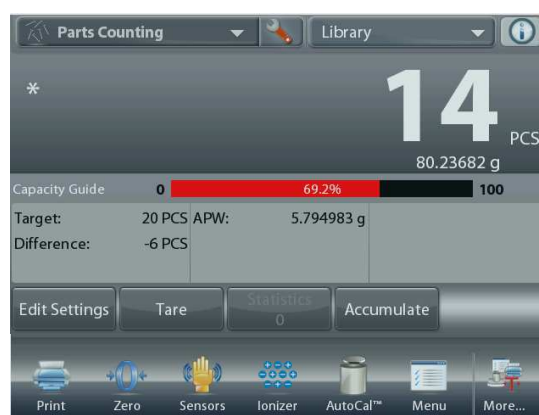 Parts Counting Library
*
14 PCS
80.23682 g
Capacity Guide 0 69.2% 100
Target: 20 PCS APW: 5.794983 g
Difference: -6 PCS
Edit Settings Tare Statistics Accumulate
0
Print Zero Sensors Ionizer AutoCal™ Menu More...